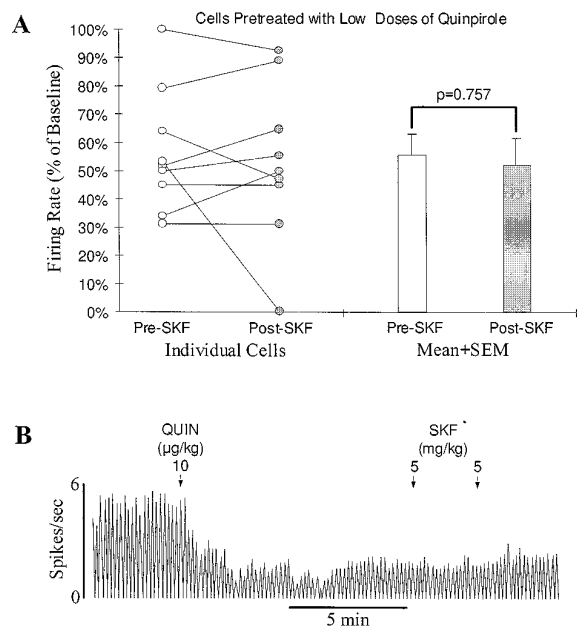 A
Cells Pretreated with Low Doses of Quinpirole
Firing Rate (% of Baseline)
100%
90%
80%
70%
60%
50%
40%
30%
20%
10%
0%
p=0.757
Pre-SKF
Post-SKF
Pre-SKF
Post-SKF
Individual Cells
Mean+SEM
B
QUIN
(µg/kg)
10
SKF
(mg/kg)
5
5
Spikes/sec
6
0
5 min